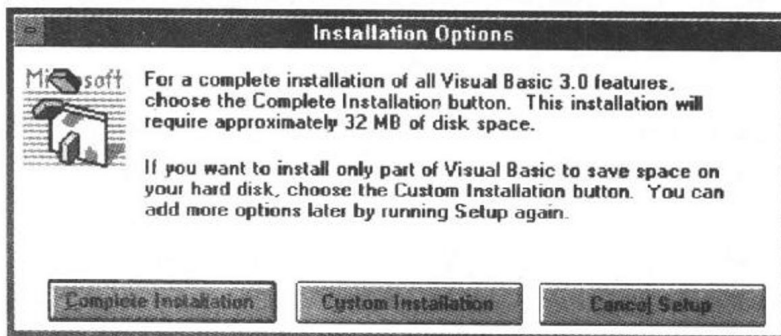 Installation Options
Microsoft
For a complete installation of all Visual Basic 3.0 features,
choose the Complete Installation button. This installation will
require approximately 32 MB of disk space.
If you want to install only part of Visual Basic to save space on
your hard disk, choose the Custom Installation button. You can
add more options later by running Setup again.
Complete Installation
Custom Installation
Cancel Setup